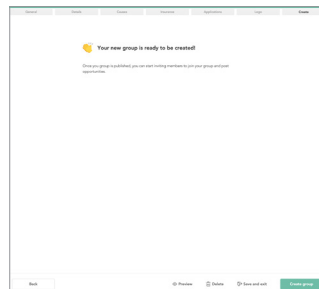 General Details Causes Insurance Applications Logo Create
Your new group is ready to be created!
Once you group is published, you can start inviting members to join your group and post
opportunities.
Back Preview Delete Save and exit Create group